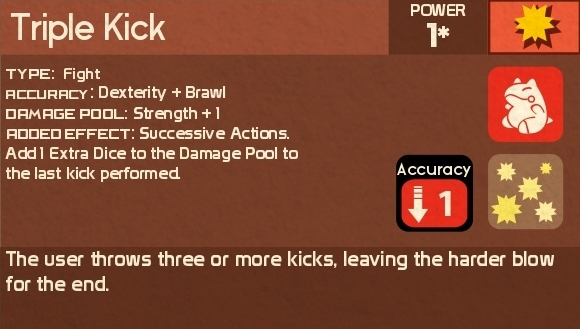 Triple Kick
POWER
1*
TYPE: Fight
ACCURACY: Dexterity + Brawl
DAMAGE POOL: Strength + 1
ADDED EFFECT: Successive Actions.
Add 1 Extra Dice to the Damage Pool to
the last kick performed.
Accuracy
1
The user throws three or more kicks, leaving the harder blow
for the end.